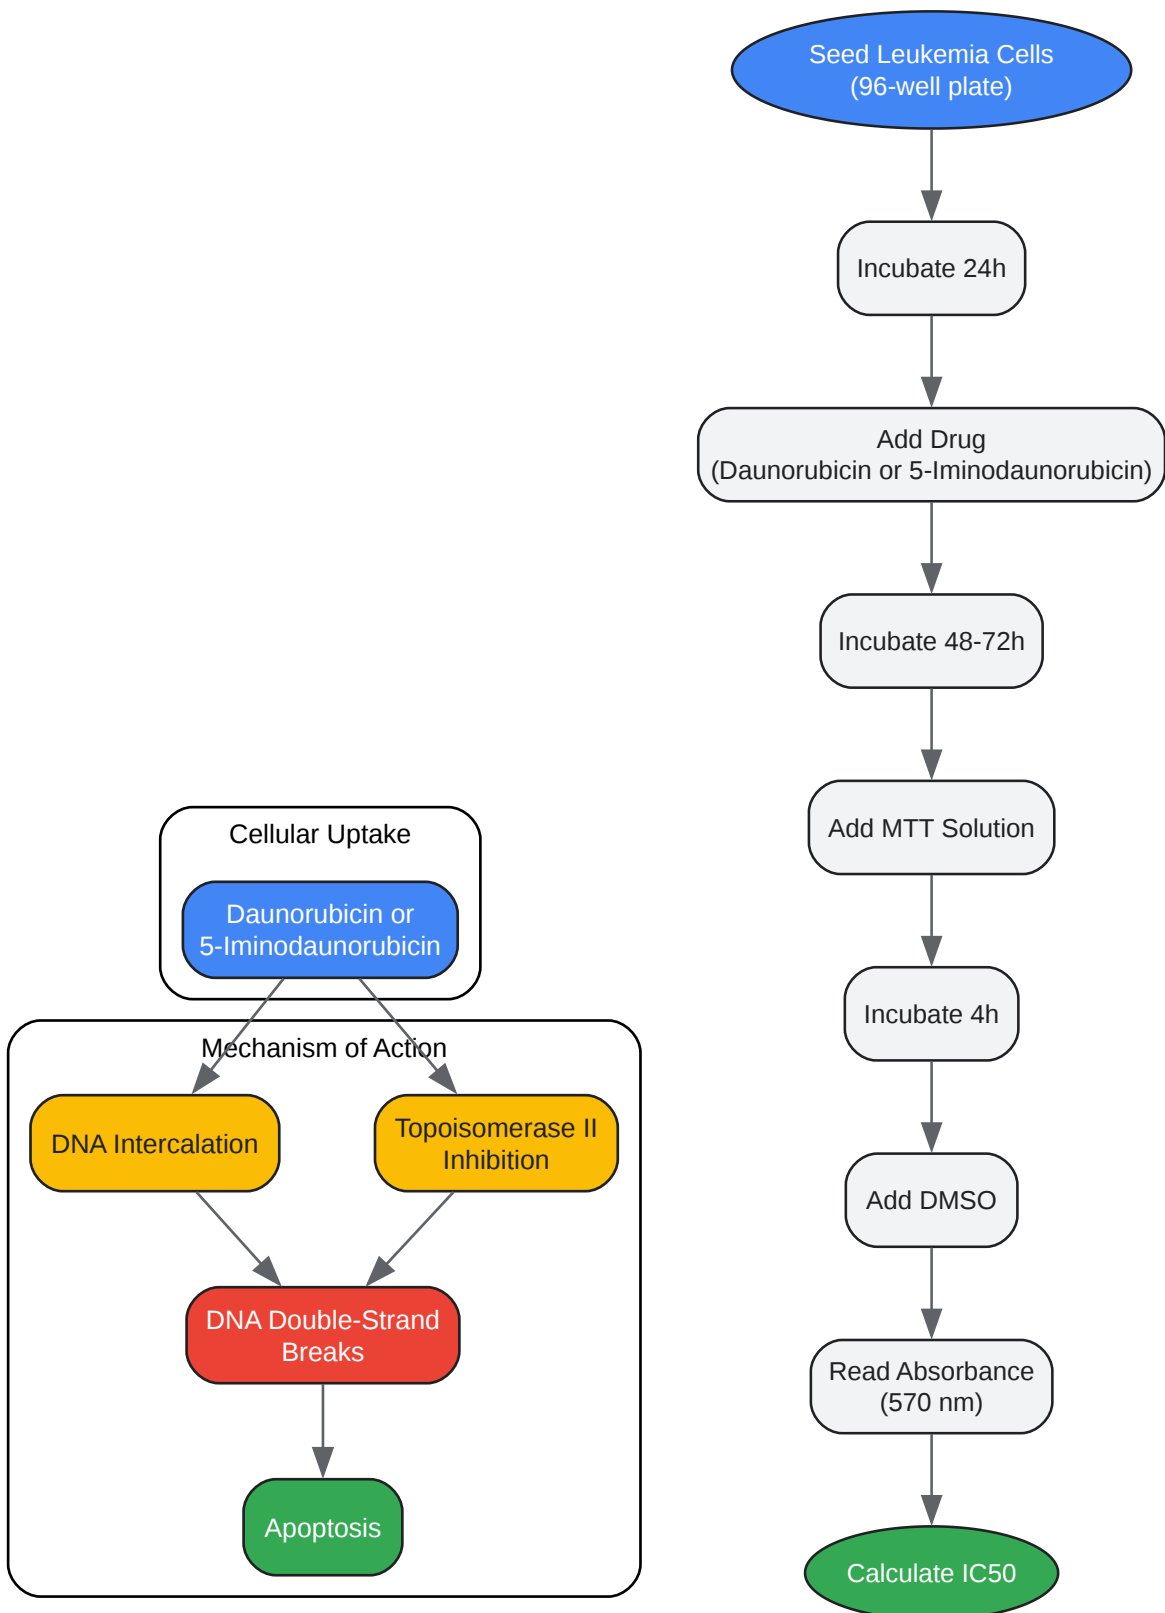 Seed Leukemia Cells
(96-well plate)
Incubate 24h
Add Drug
(Daunorubicin or 5-Iminodaunorubicin)
Incubate 48-72h
Add MTT Solution
Incubate 4h
Add DMSO
Read Absorbance
(570 nm)
Calculate IC50
Cellular Uptake
Daunorubicin or
5-Iminodaunorubicin
Mechanism of Action
DNA Intercalation
Topoisomerase II
Inhibition
DNA Double-Strand
Breaks
Apoptosis